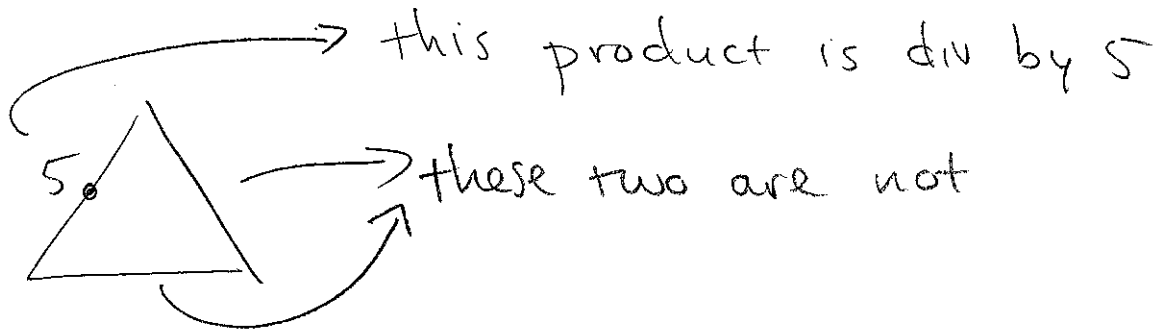 this product is div by 5
5
these two are not